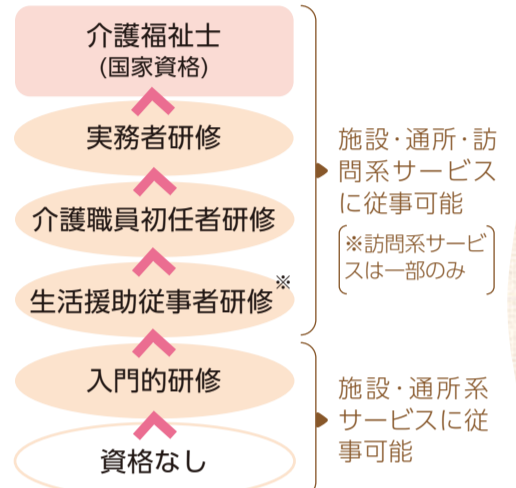 介護福祉士
(国家資格)
実務者研修
介護職員初任者研修
生活援助従事者研修※
入門的研修
資格なし
施設・通所・訪
問系サービス
に従事可能
※訪問系サービ
スは一部のみ
施設・通所系
サービスに従
事可能